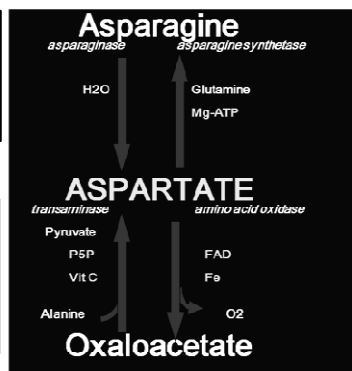 Asparagine
asparaginase asparagine synthetase
H2O Glutamine
Mg-ATP
ASPARTATE
transaminase amino acid oxidase
Pyruvate
P5P FAD
Vit C Fe
Alanine O2
Oxaloacetate